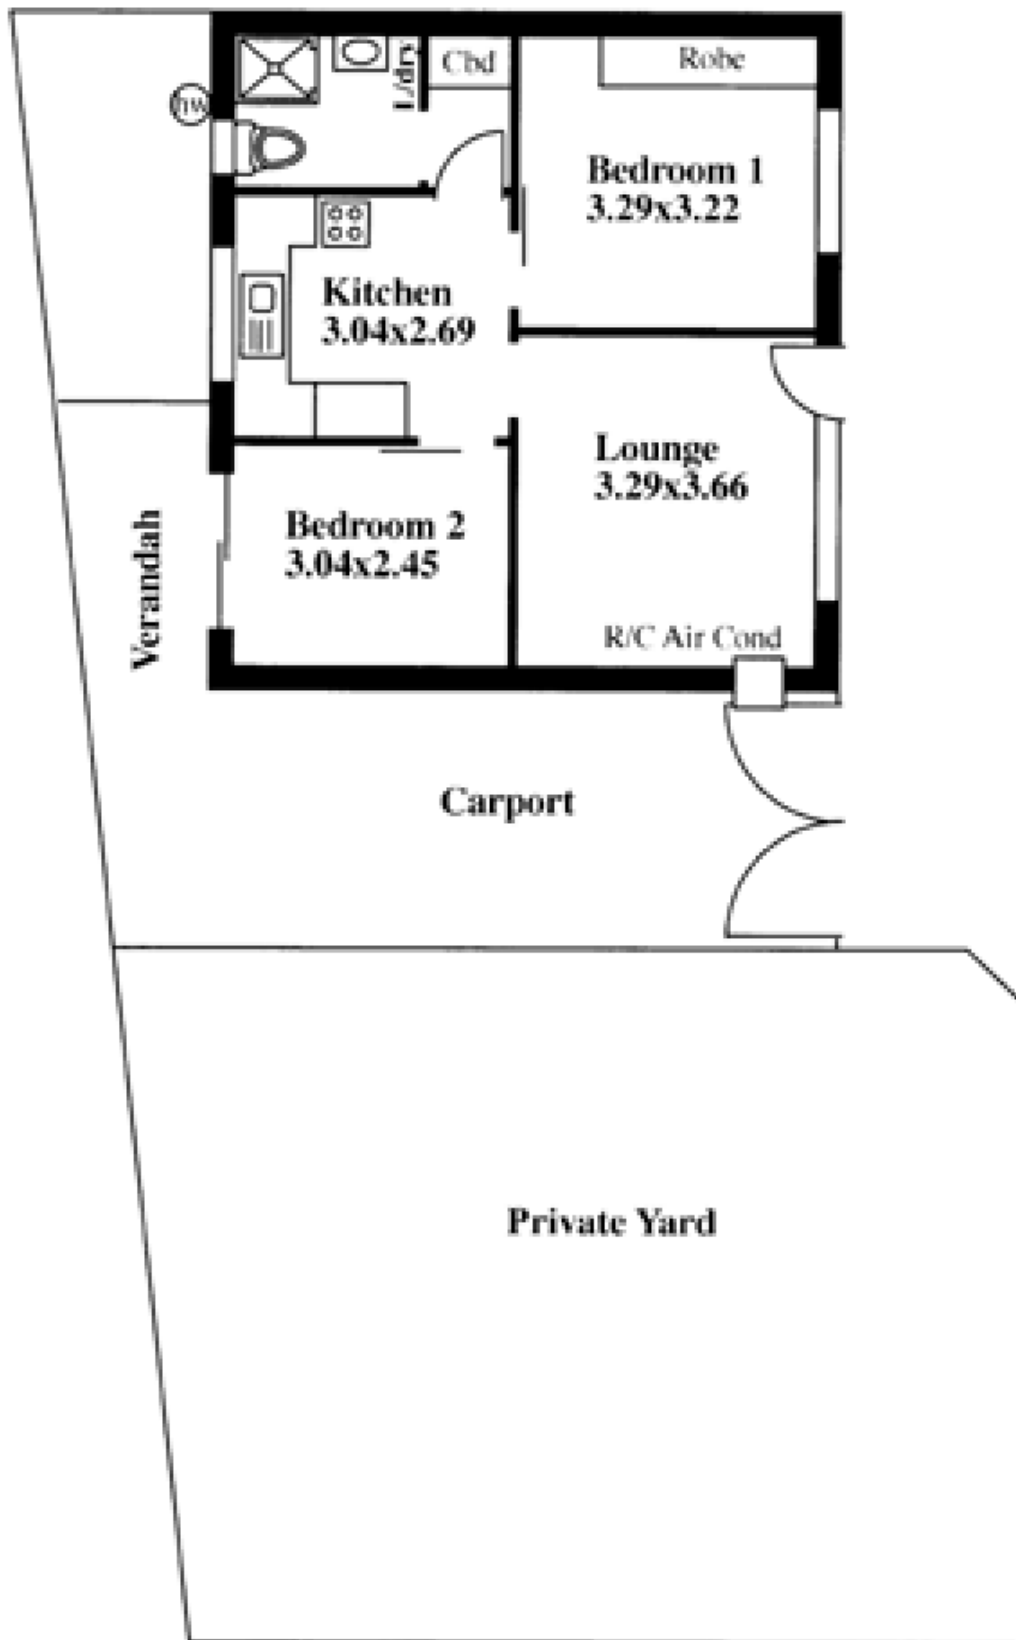 L/dry
Cbd
Robe
hw
Bedroom 1
3.29x3.22
Kitchen
3.04x2.69
Lounge
3.29x3.66
Bedroom 2
3.04x2.45
Verandah
R/C Air Cond
Carport
Private Yard